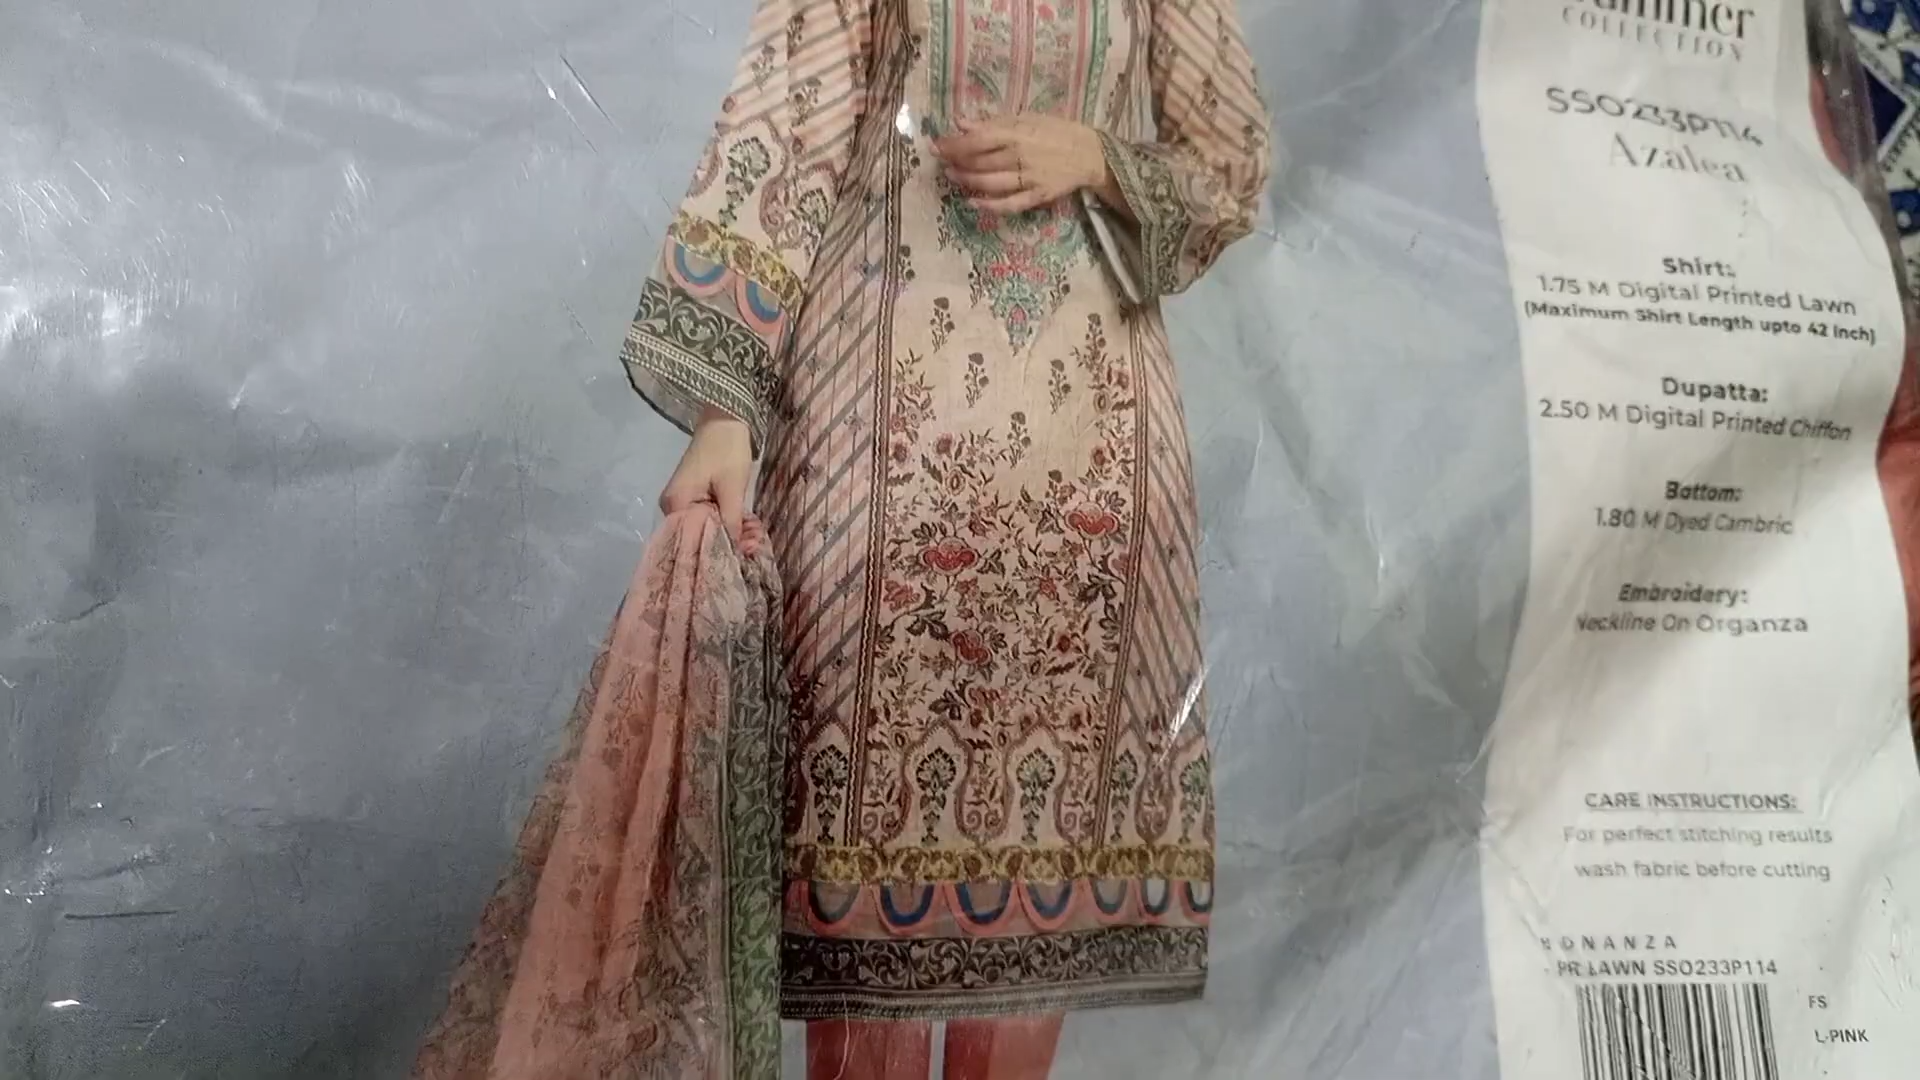 COLLECTION
SSO233P114
Azalea
Shirt:
1.75 M Digital Printed Lawn
(Maximum Shirt Length upto 42 Inch)
Dupatta:
2.50 M Digital Printed Chiffon
Bottom:
1.80 M Dyed Cambric
Embroidery:
Neckline On Organza
CARE INSTRUCTIONS:
For perfect stitching results
wash fabric before cutting
BONANZA
PR LAWN SSO233P114
FS
L-PINK